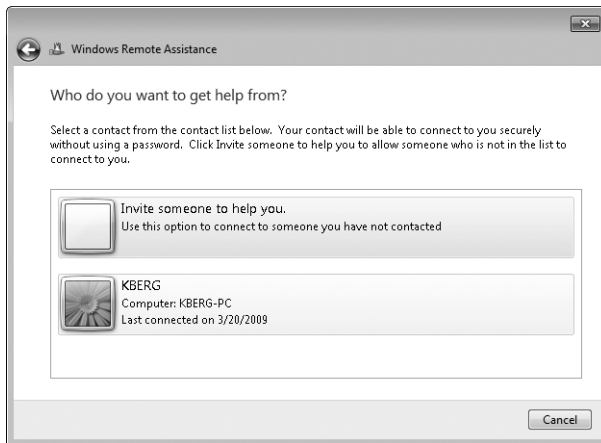 Windows Remote Assistance
Who do you want to get help from?
Select a contact from the contact list below. Your contact will be able to connect to you securely
without using a password. Click Invite someone to help you to allow someone who is not in the list to
connect to you.
Invite someone to help you.
Use this option to connect to someone you have not contacted
KBERG
Computer: KBERG-PC
Last connected on 3/20/2009
Cancel